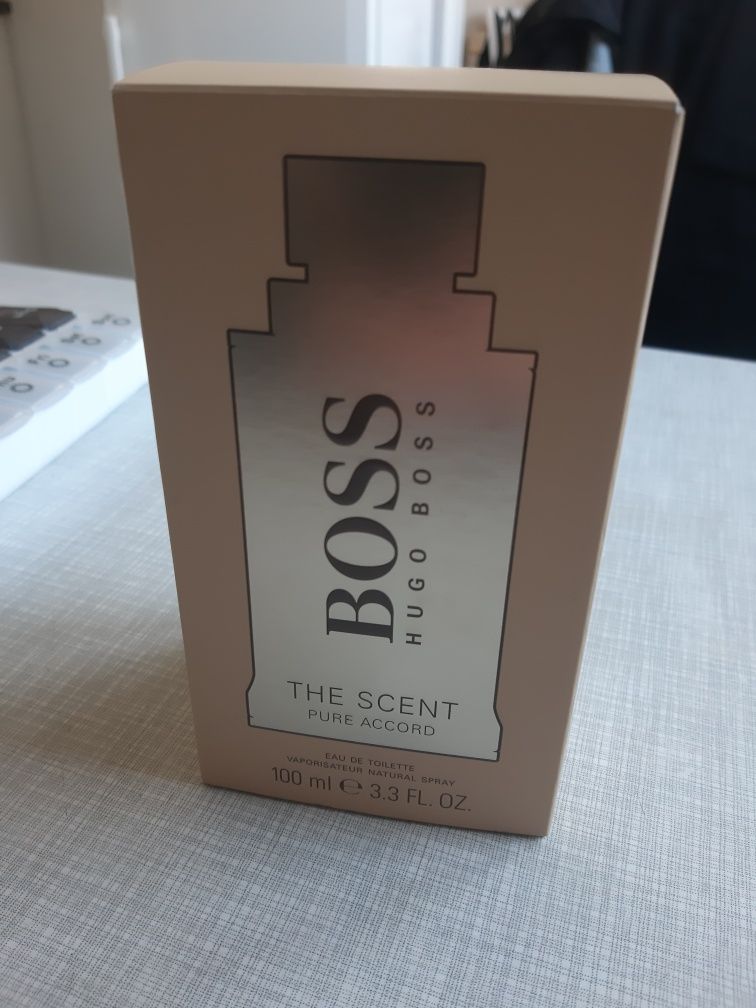 BOSS
HUGO BOSS
THE SCENT
PURE ACCORD
EAU DE TOILETTE
VAPORISATEUR NATURAL SPRAY
100 ml ℮ 3.3 FL. OZ.